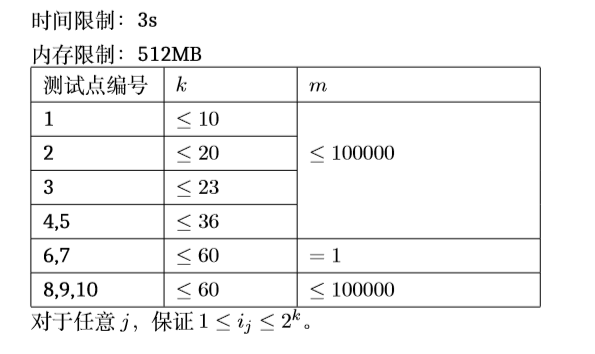 时间限制：3s
内存限制：512MB
测试点编号 k m
1 ≤ 10
2 ≤ 20 ≤ 100000
3 ≤ 23
4,5 ≤ 36
6,7 ≤ 60 = 1
8,9,10 ≤ 60 ≤ 100000
对于任意 j，保证 1 ≤ i_j ≤ 2^k。